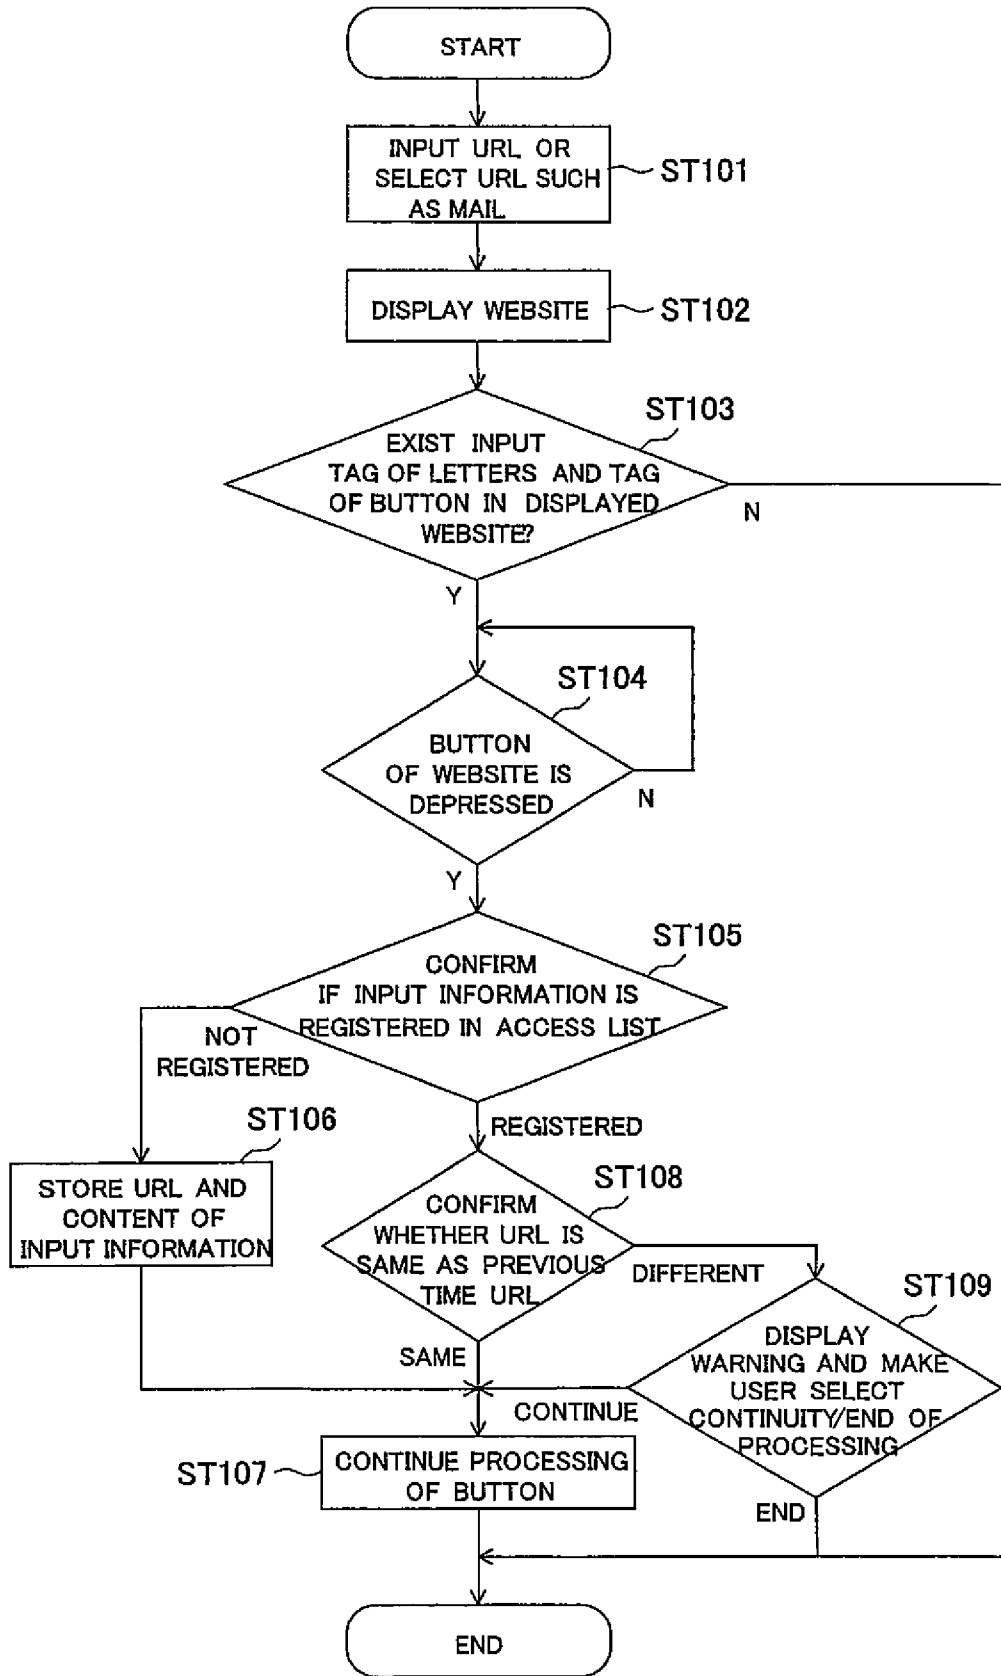 START
INPUT URL OR
SELECT URL SUCH
AS MAIL
ST101
DISPLAY WEBSITE
ST102
ST103
EXIST INPUT
TAG OF LETTERS AND TAG
OF BUTTON IN DISPLAYED
WEBSITE?
N
Y
ST104
BUTTON
OF WEBSITE IS
DEPRESSED
N
Y
ST105
CONFIRM
IF INPUT INFORMATION IS
REGISTERED IN ACCESS LIST
NOT
REGISTERED
REGISTERED
ST106
STORE URL AND
CONTENT OF
INPUT INFORMATION
ST108
CONFIRM
WHETHER URL IS
SAME AS PREVIOUS
TIME URL
DIFFERENT
SAME
ST109
DISPLAY
WARNING AND MAKE
USER SELECT
CONTINUITY/END OF
PROCESSING
CONTINUE
END
ST107
CONTINUE PROCESSING
OF BUTTON
END